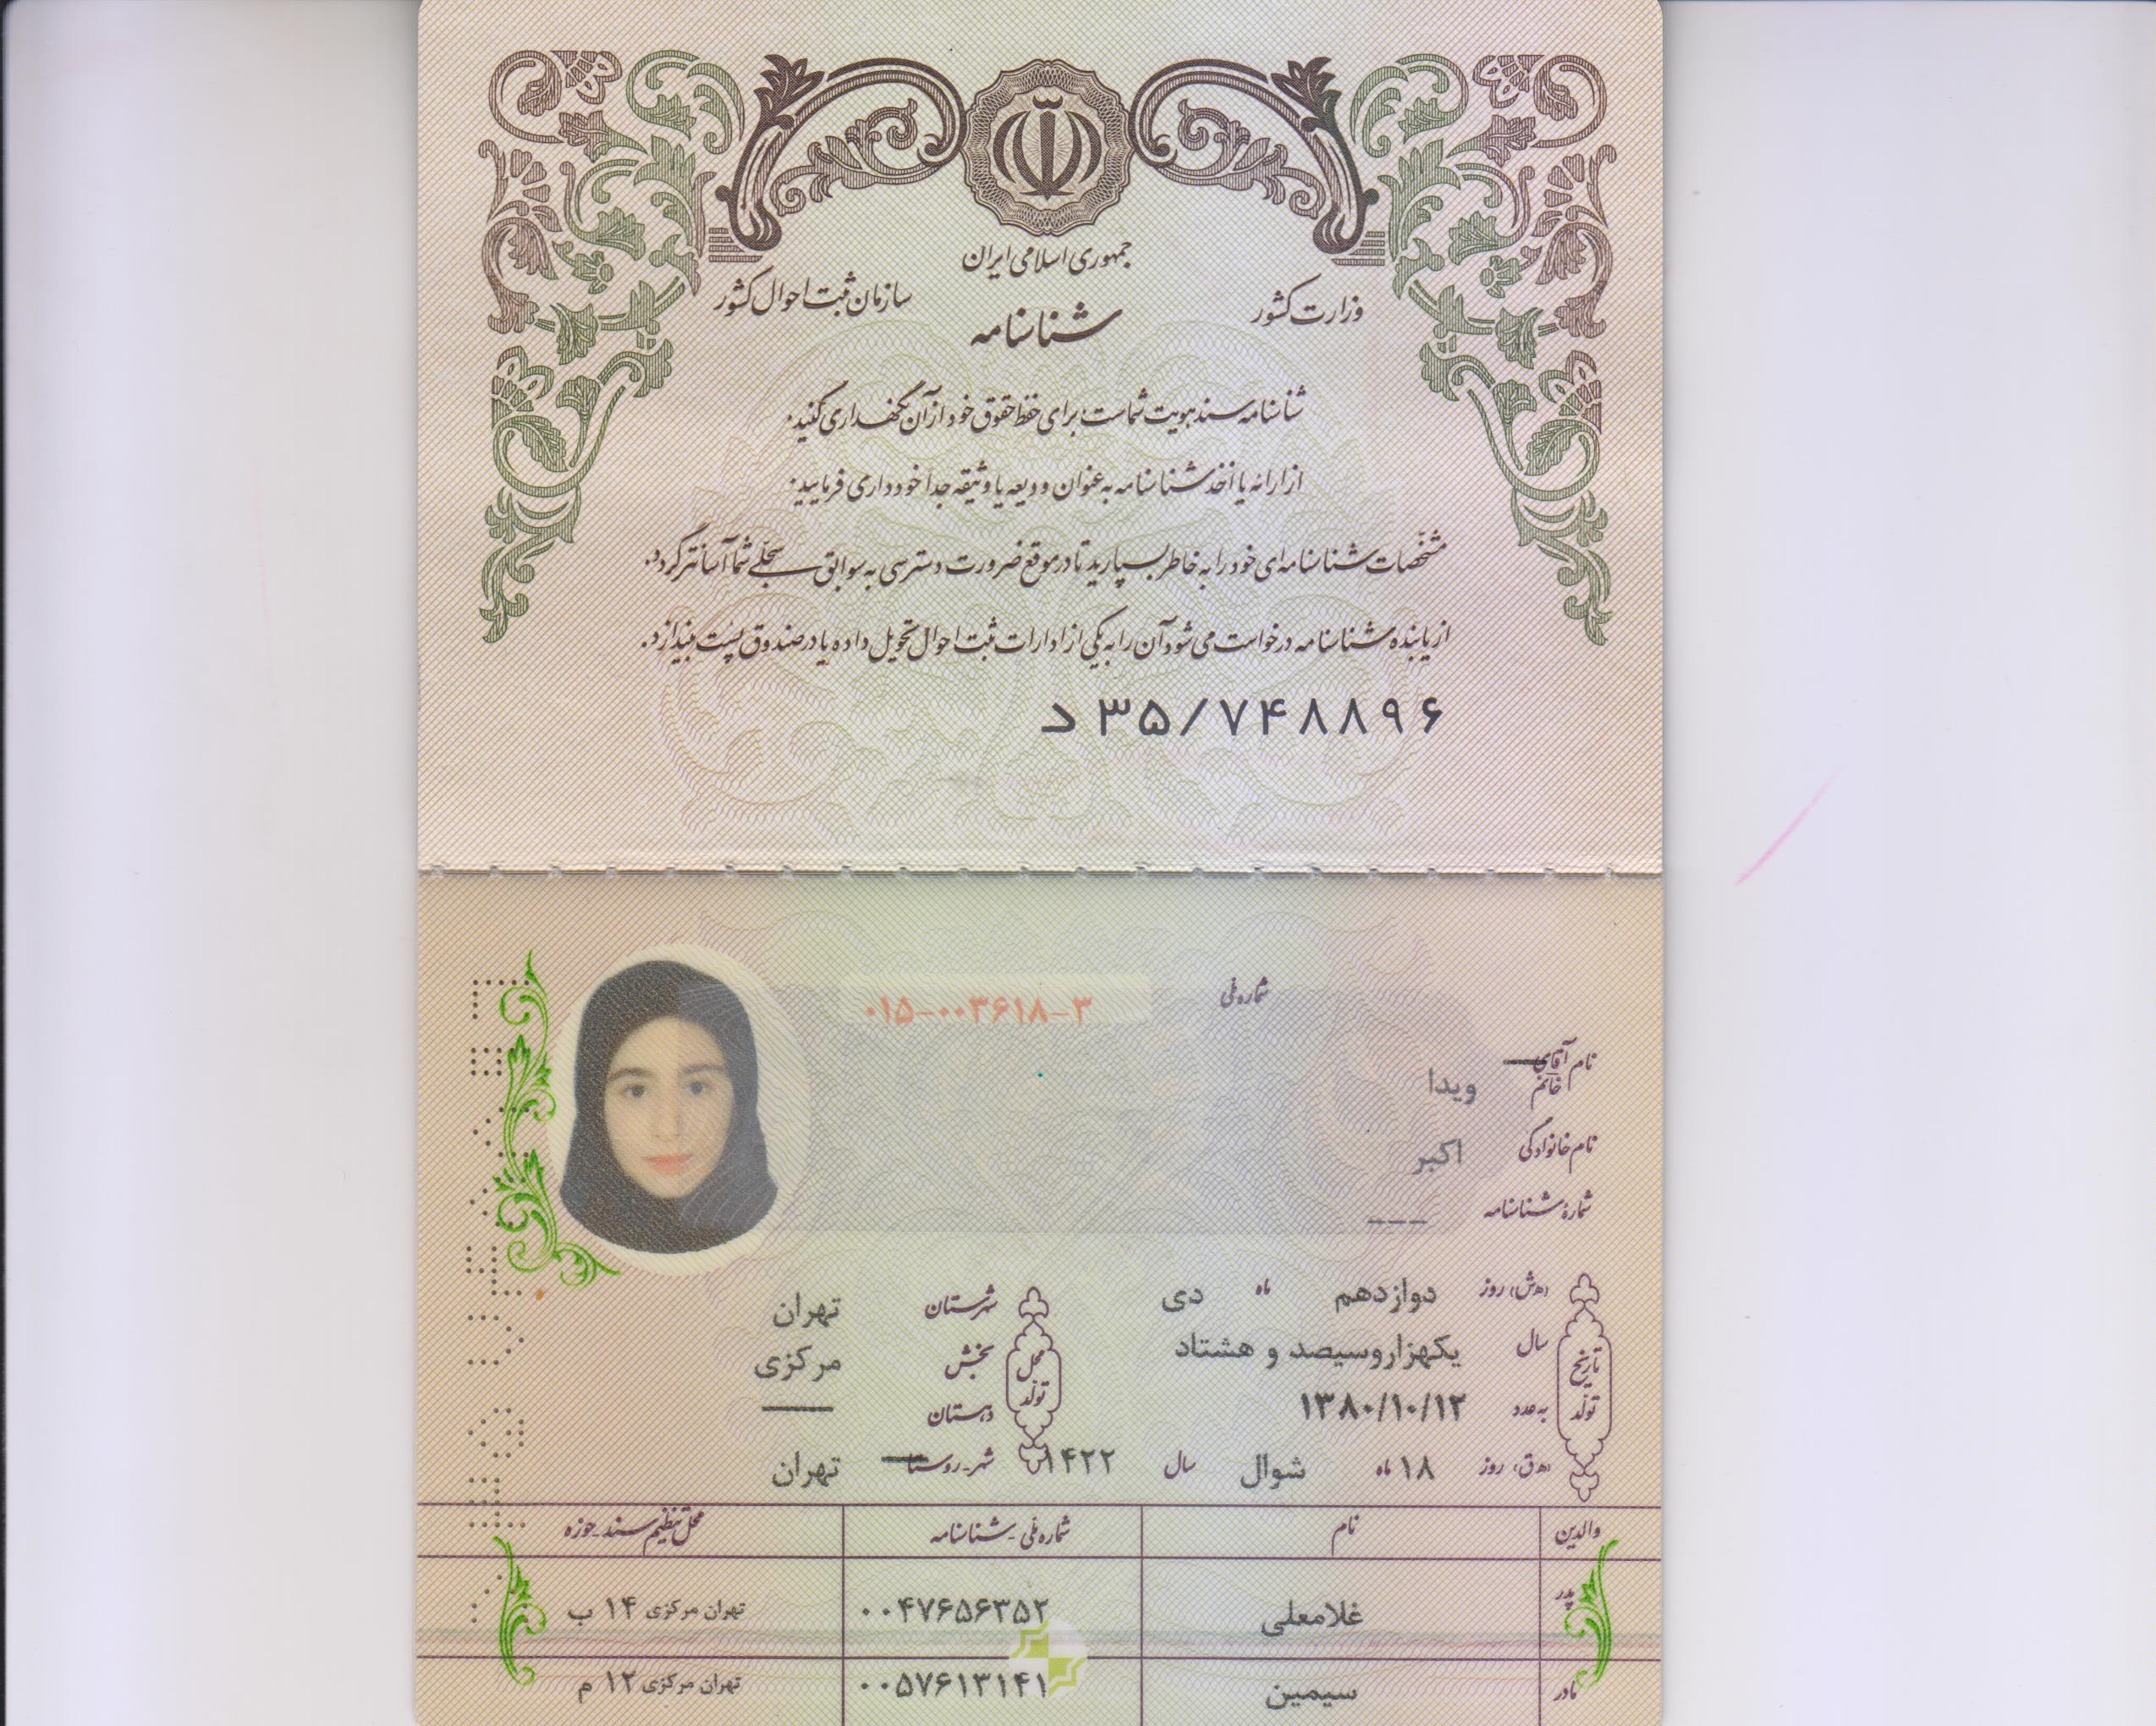 جمهوری اسلامی ایران
وزارت کشور
سازمان ثبت احوال کشور
شناسنامه
شناسنامه سند هویت شماست، برای حفظ حقوق خود از آن نگهداری کنید.
از ارائه یا اخذ شناسنامه به عنوان ودیعه یا وثیقه جداً خودداری فرمایید.
مشخصات شناسنامه‌ای خود را به خاطر بسپارید تا در موقع ضرورت دسترسی به سوابق سجلی شما آسانتر گردد.
از یابنده شناسنامه درخواست می‌شود آن را به یکی از ادارات ثبت احوال تحویل داده یا در صندوق پست بیندازد.
د ۳۵/۷۴۸۸۹۶
شماره ملی ۰۱۵-۰۰۳۶۱۸-۳
نام آقای خانم ویدا
نام خانوادگی اکبر
شماره شناسنامه ---
تاریخ تولد
(ه‍.ش) روز دوازدهم ماه دی
سال یکهزاروسیصد و هشتاد
به عدد ۱۳۸۰/۱۰/۱۲
(ه‍.ق) روز ۱۸ ماه شوال سال ۱۴۲۲
محل تولد
شهرستان تهران
بخش مرکزی
دهستان ——
شهر-روستا تهران
والدین نام شماره ملی - شناسنامه محل تنظیم سند - حوزه
پدر غلامعلی ۰۰۴۷۶۵۶۳۵۲ تهران مرکزی ۱۴ ب
مادر سیمین ۰۰۵۷۶۱۳۱۴۱ تهران مرکزی ۱۲ م